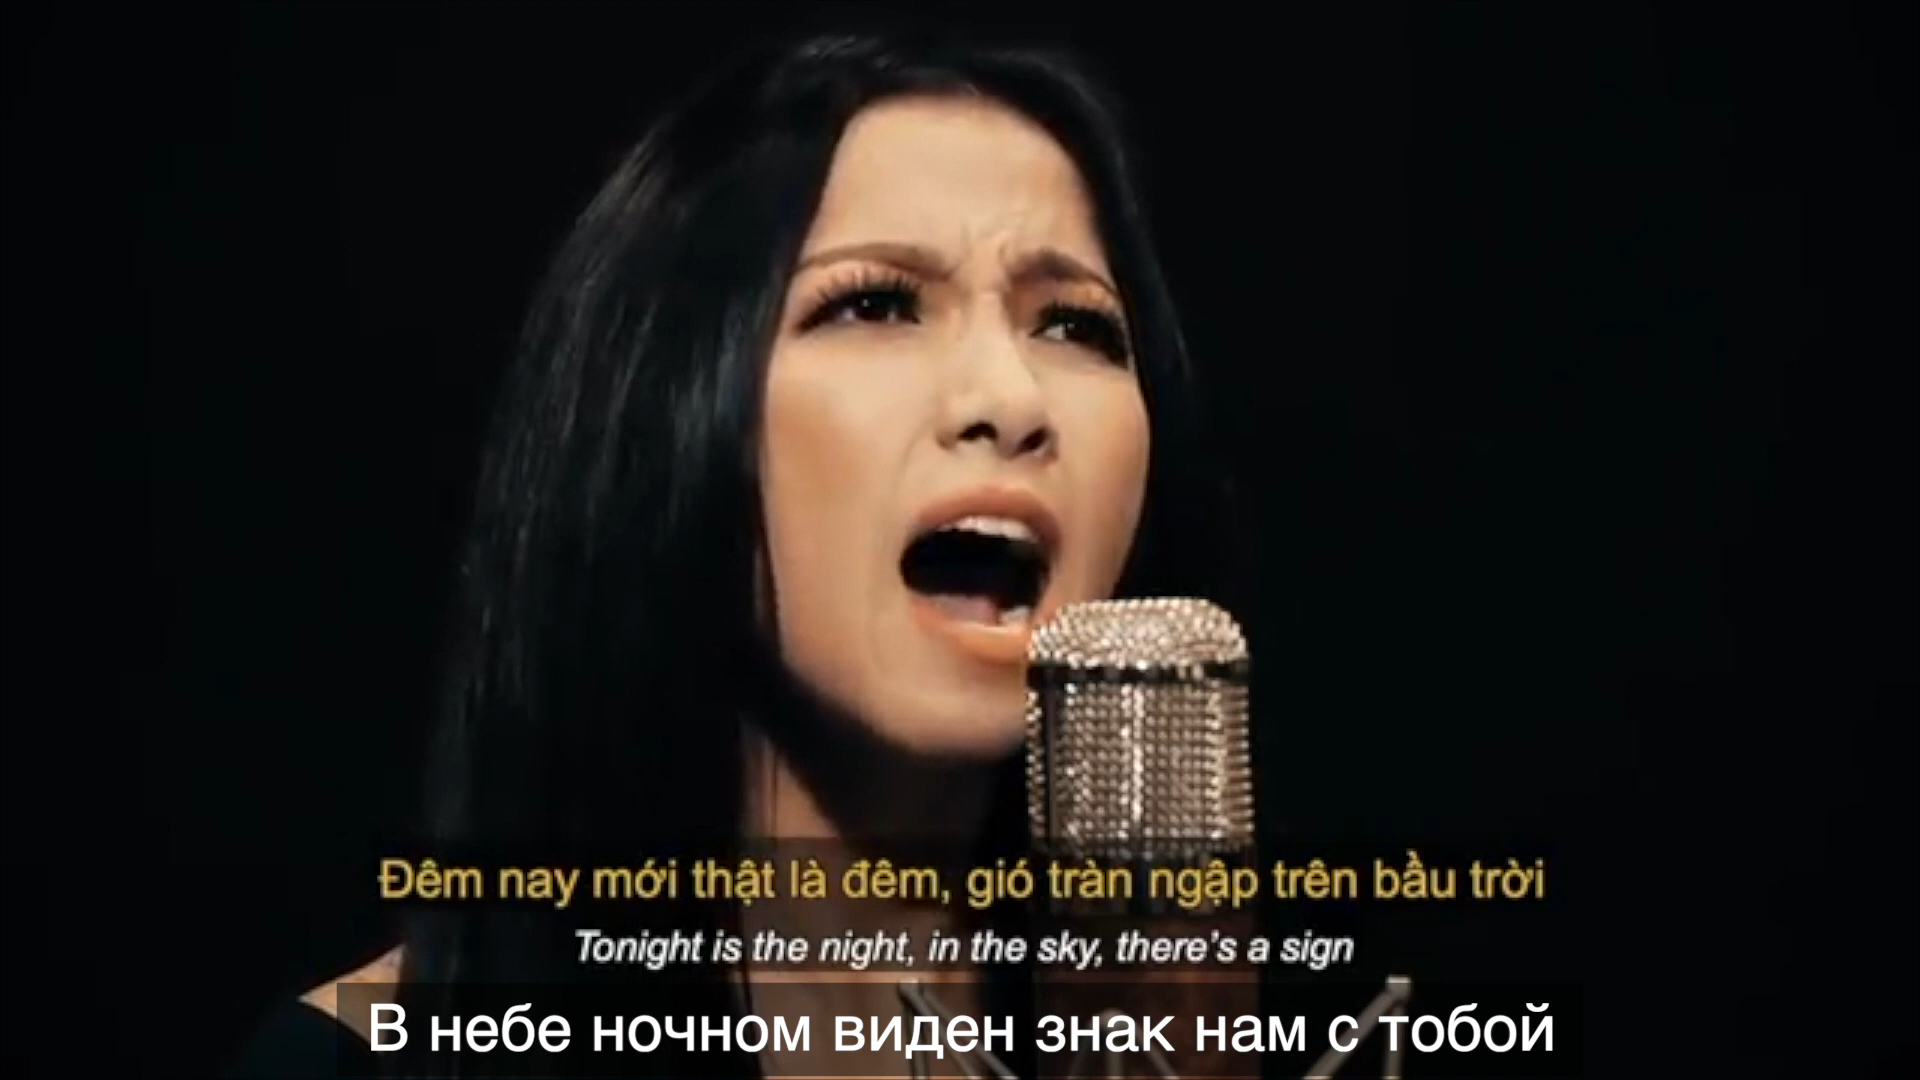 Đêm nay mới thật là đêm, gió tràn ngập trên bầu trời
Tonight is the night, in the sky, there's a sign
В небе ночном виден знак нам с тобой